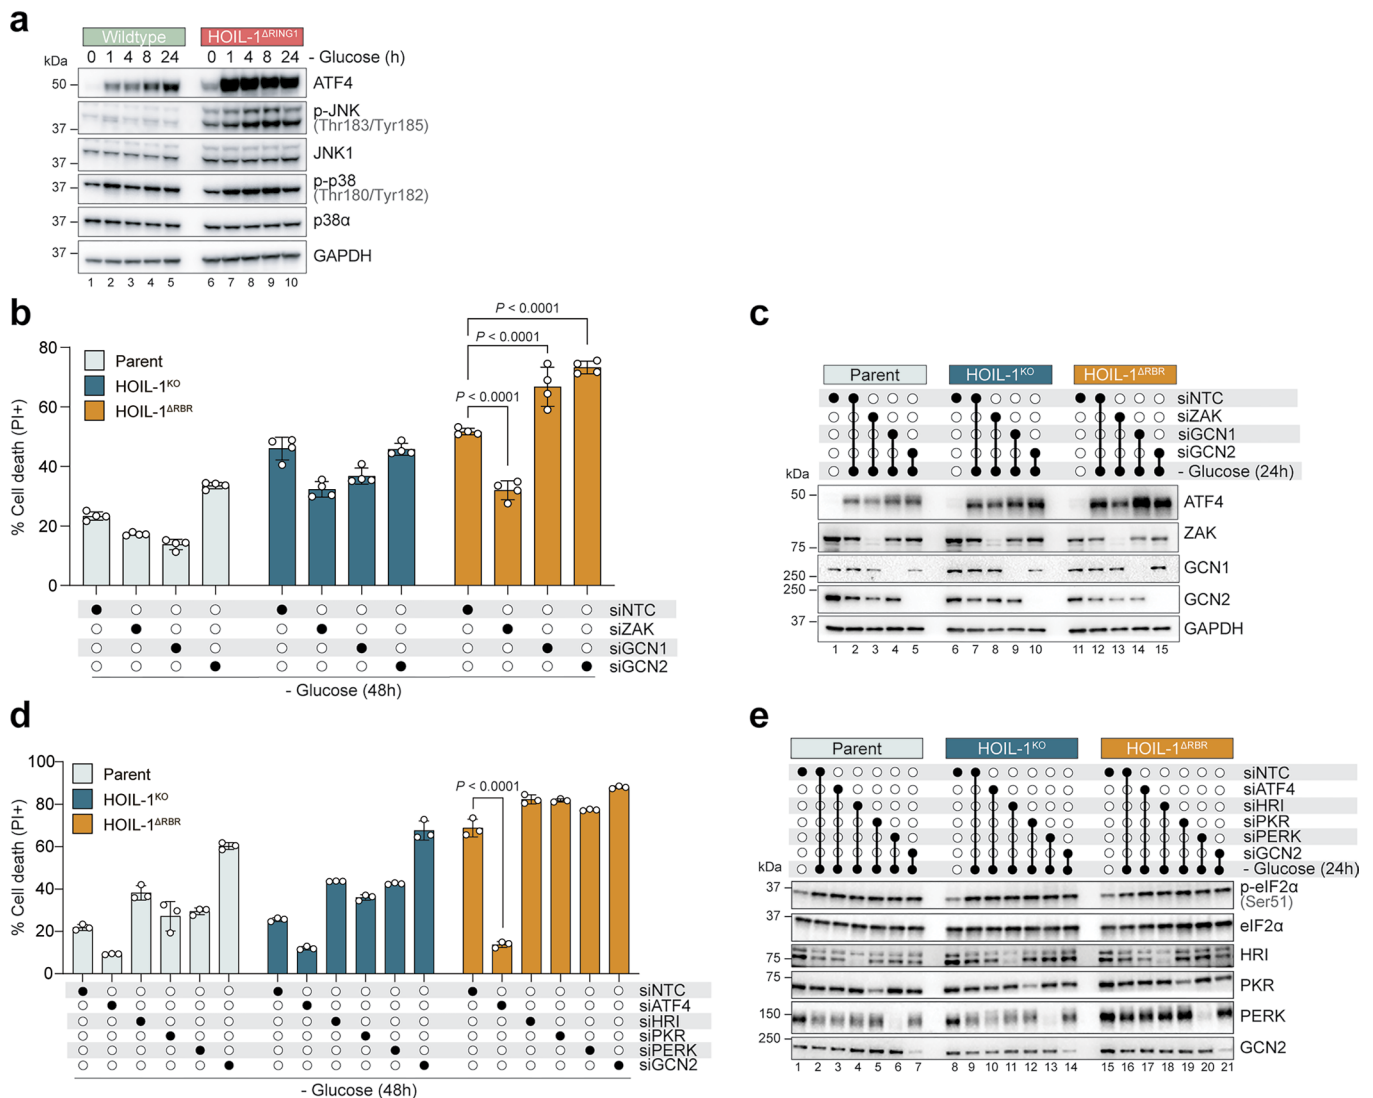 a
Wildtype HOIL-1ΔRING1
kDa 0 1 4 8 24 0 1 4 8 24 - Glucose (h)
50 ATF4
p-JNK
37 (Thr183/Tyr185)
37 JNK1
37 p-p38
(Thr180/Tyr182)
37 p38α
37 GAPDH
1 2 3 4 5 6 7 8 9 10
b
% Cell death (PI+)
80
60
40
20
0
Parent
HOIL-1KO
HOIL-1ΔRBR
P < 0.0001
P < 0.0001
P < 0.0001
siNTC
siZAK
siGCN1
siGCN2
- Glucose (48h)
c
Parent HOIL-1KO HOIL-1ΔRBR
siNTC
siZAK
siGCN1
siGCN2
kDa - Glucose (24h)
50 ATF4
ZAK
75
GCN1
250
250 GCN2
37 GAPDH
1 2 3 4 5 6 7 8 9 10 11 12 13 14 15
d
% Cell death (PI+)
100
80
60
40
20
0
Parent
HOIL-1KO
HOIL-1ΔRBR
P < 0.0001
siNTC
siATF4
siHRI
siPKR
siPERK
siGCN2
- Glucose (48h)
e
Parent HOIL-1KO HOIL-1ΔRBR
siNTC
siATF4
siHRI
siPKR
siPERK
siGCN2
kDa - Glucose (24h)
37 p-eIF2α
(Ser51)
37 eIF2α
75 HRI
75 PKR
150 PERK
250 GCN2
1 2 3 4 5 6 7 8 9 10 11 12 13 14 15 16 17 18 19 20 21